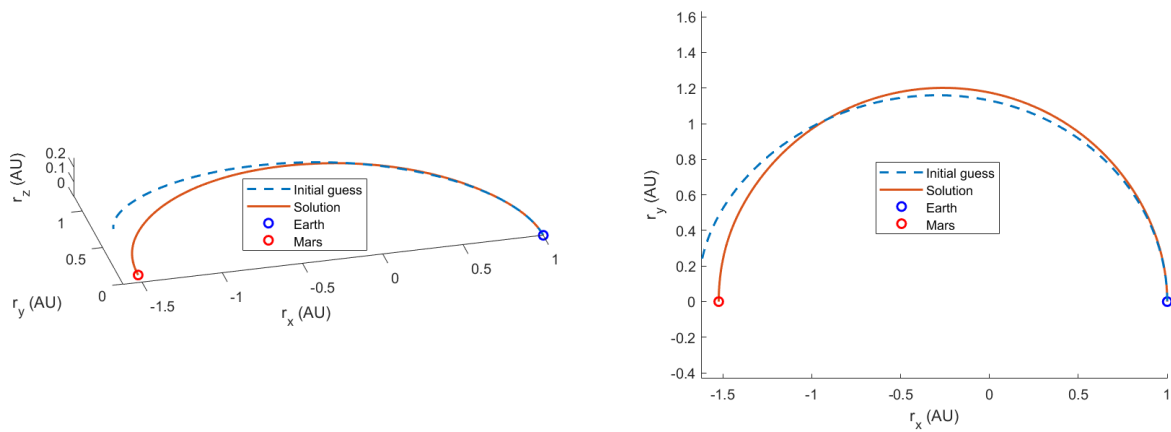 0.2
0.1
0
r_z (AU)
1
0.5
0
r_y (AU)
-1.5
-1
-0.5
0
0.5
1
r_x (AU)
Initial guess
Solution
Earth
Mars
1.6
1.4
1.2
1
0.8
0.6
0.4
0.2
0
-0.2
-0.4
r_y (AU)
-1.5
-1
-0.5
0
0.5
1
r_x (AU)
Initial guess
Solution
Earth
Mars